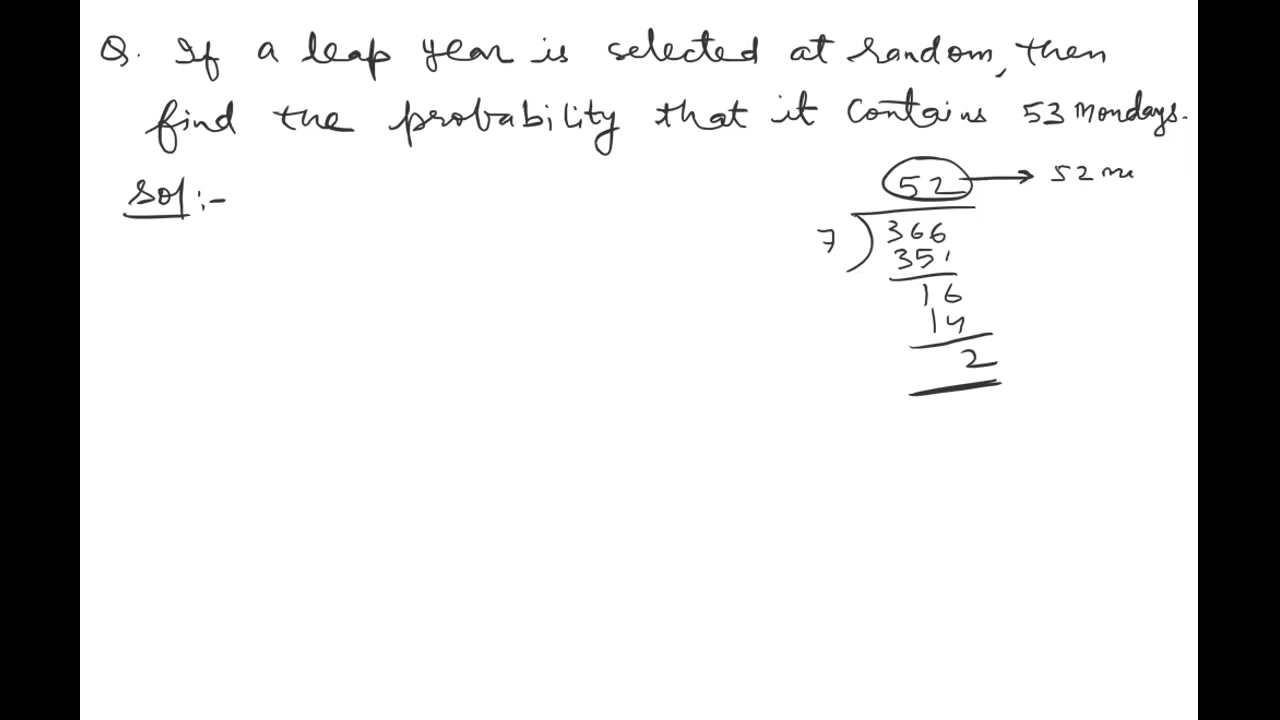 Q. If a leap year is selected at random, then
find the probability that it contains 53 Mondays.
Sol :-
52 → 52 m
7 ) 366
35
16
14
2